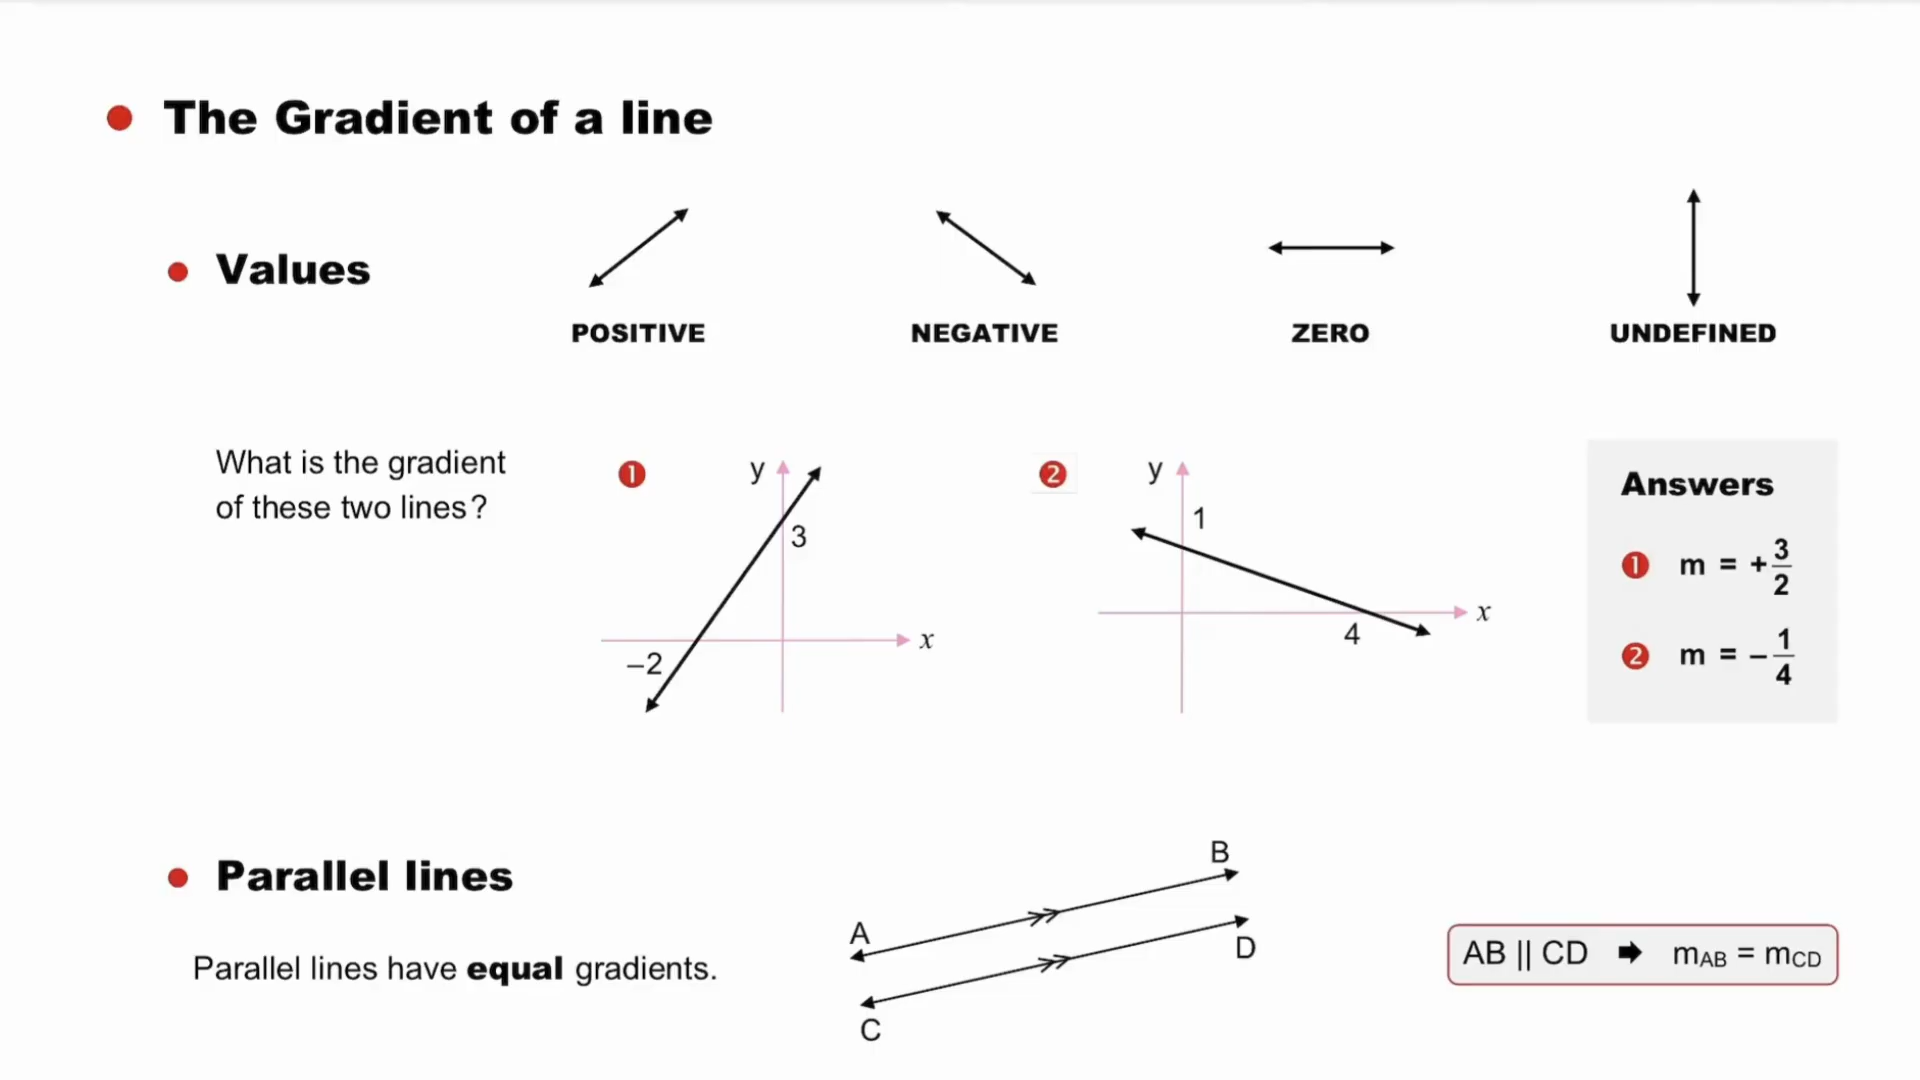 The Gradient of a line
Values
POSITIVE
NEGATIVE
ZERO
UNDEFINED
What is the gradient
of these two lines?
1
y
3
x
–2
2
y
1
x
4
Answers
1 m = +3/2
2 m = –1/4
Parallel lines
Parallel lines have equal gradients.
A
B
C
D
AB || CD ➡ mAB = mCD